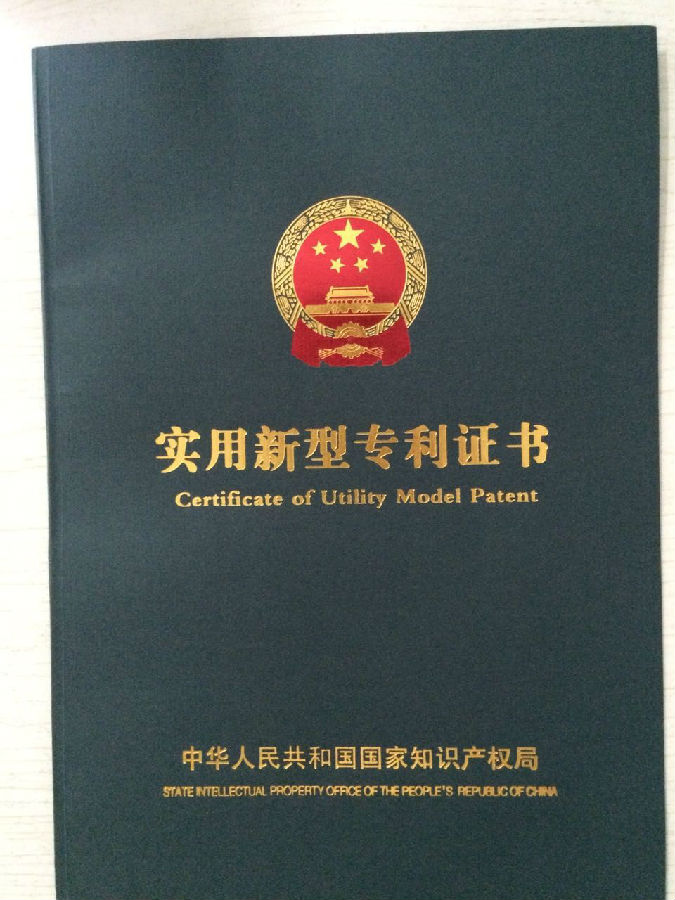 实用新型专利证书
Certificate of Utility Model Patent
中华人民共和国国家知识产权局
STATE INTELLECTUAL PROPERTY OFFICE OF THE PEOPLE'S REPUBLIC OF CHINA